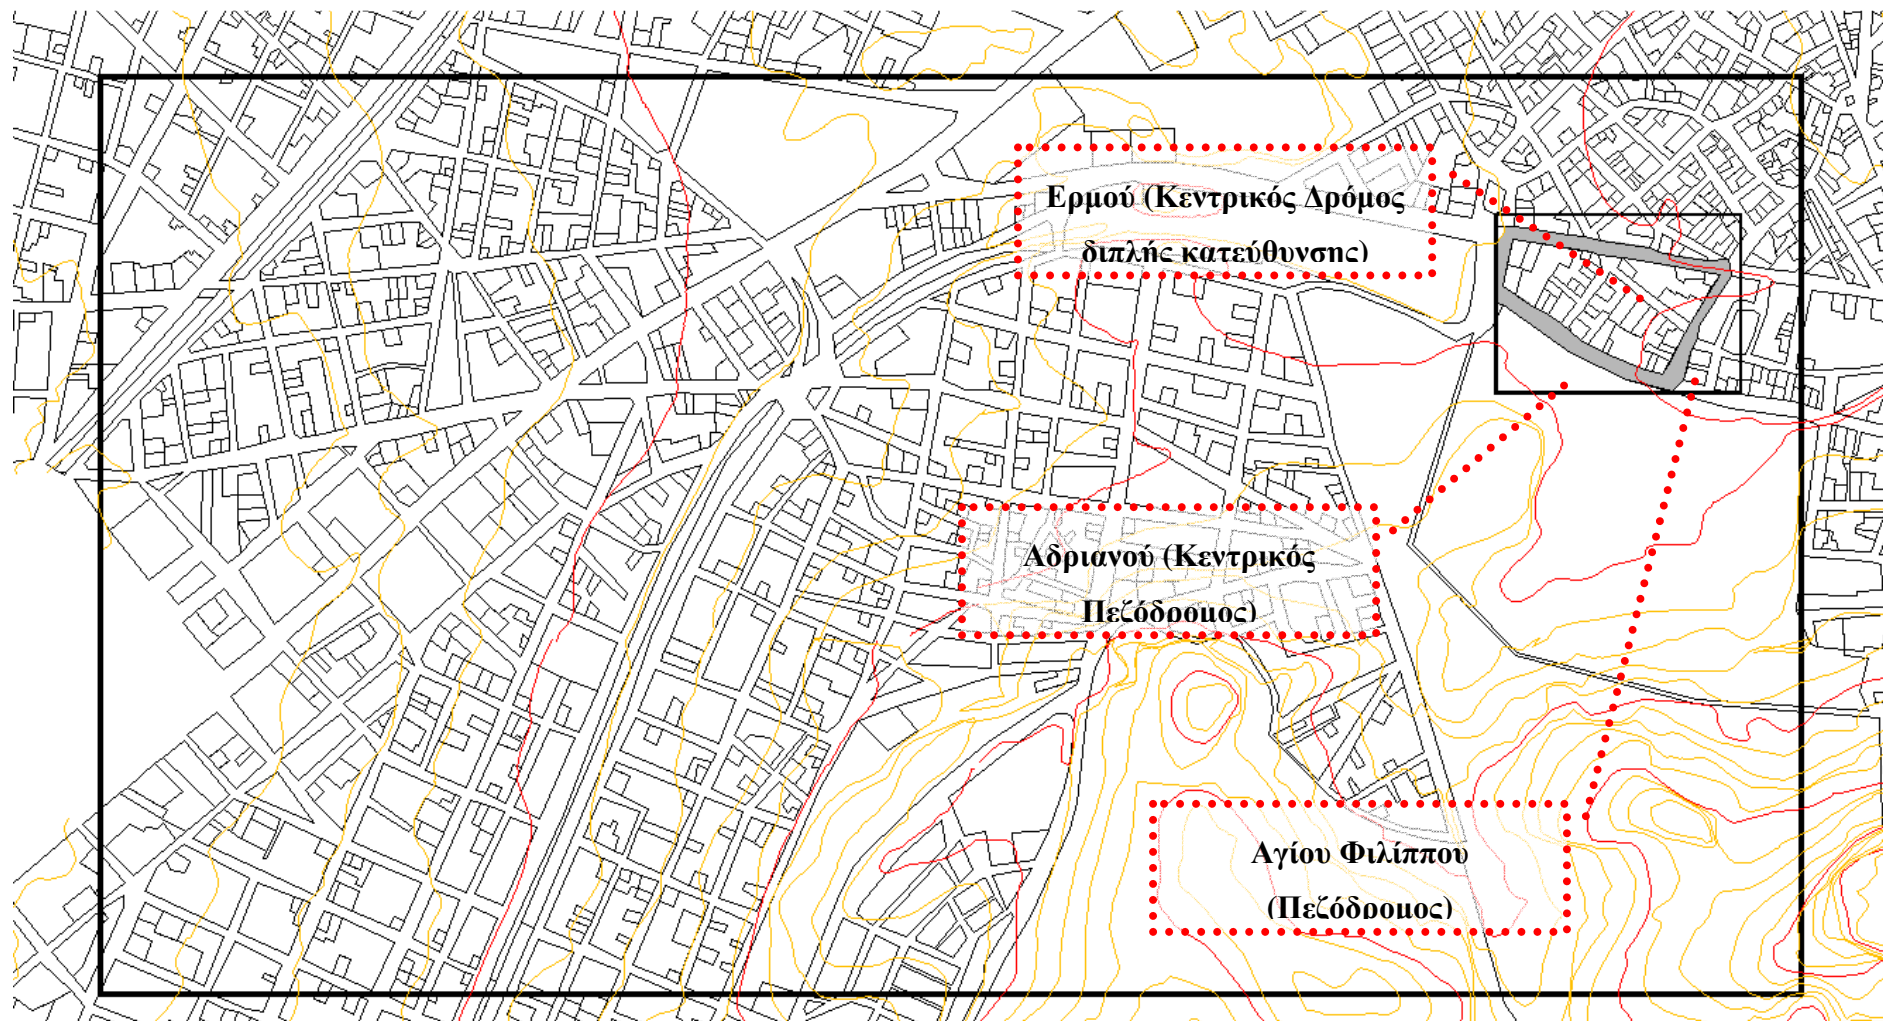 Ερμού (Κεντρικός Δρόμος
διπλής κατεύθυνσης)
Αδριανού (Κεντρικός
Πεζόδρομος)
Αγίου Φιλίππου
(Πεζόδρομος)